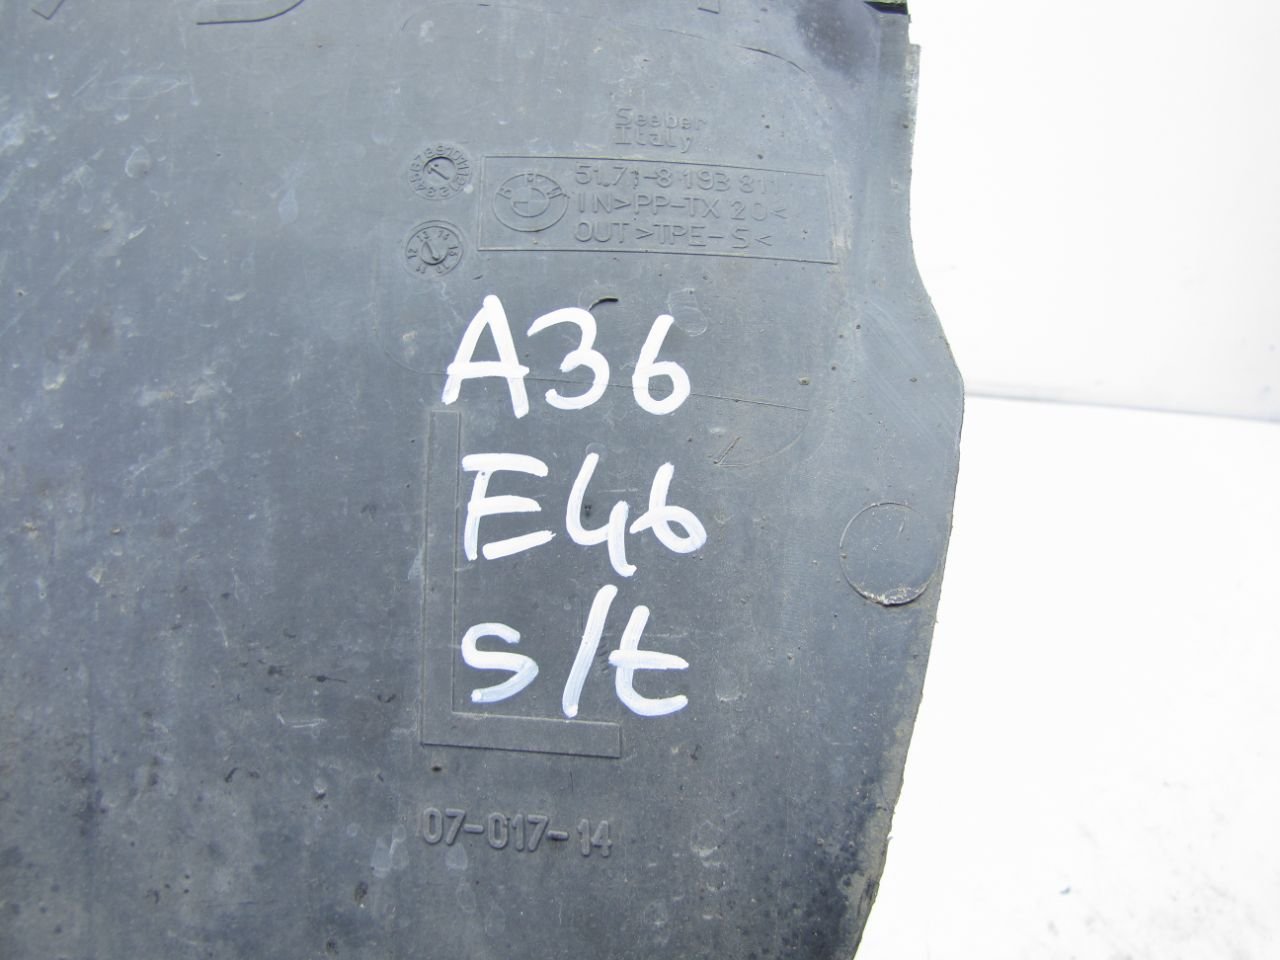 Seeber
Italy
51.71-8 193 811
IN>PP-TX 20<
OUT>TPE-S<
A36
E46
s/t
07-017-14